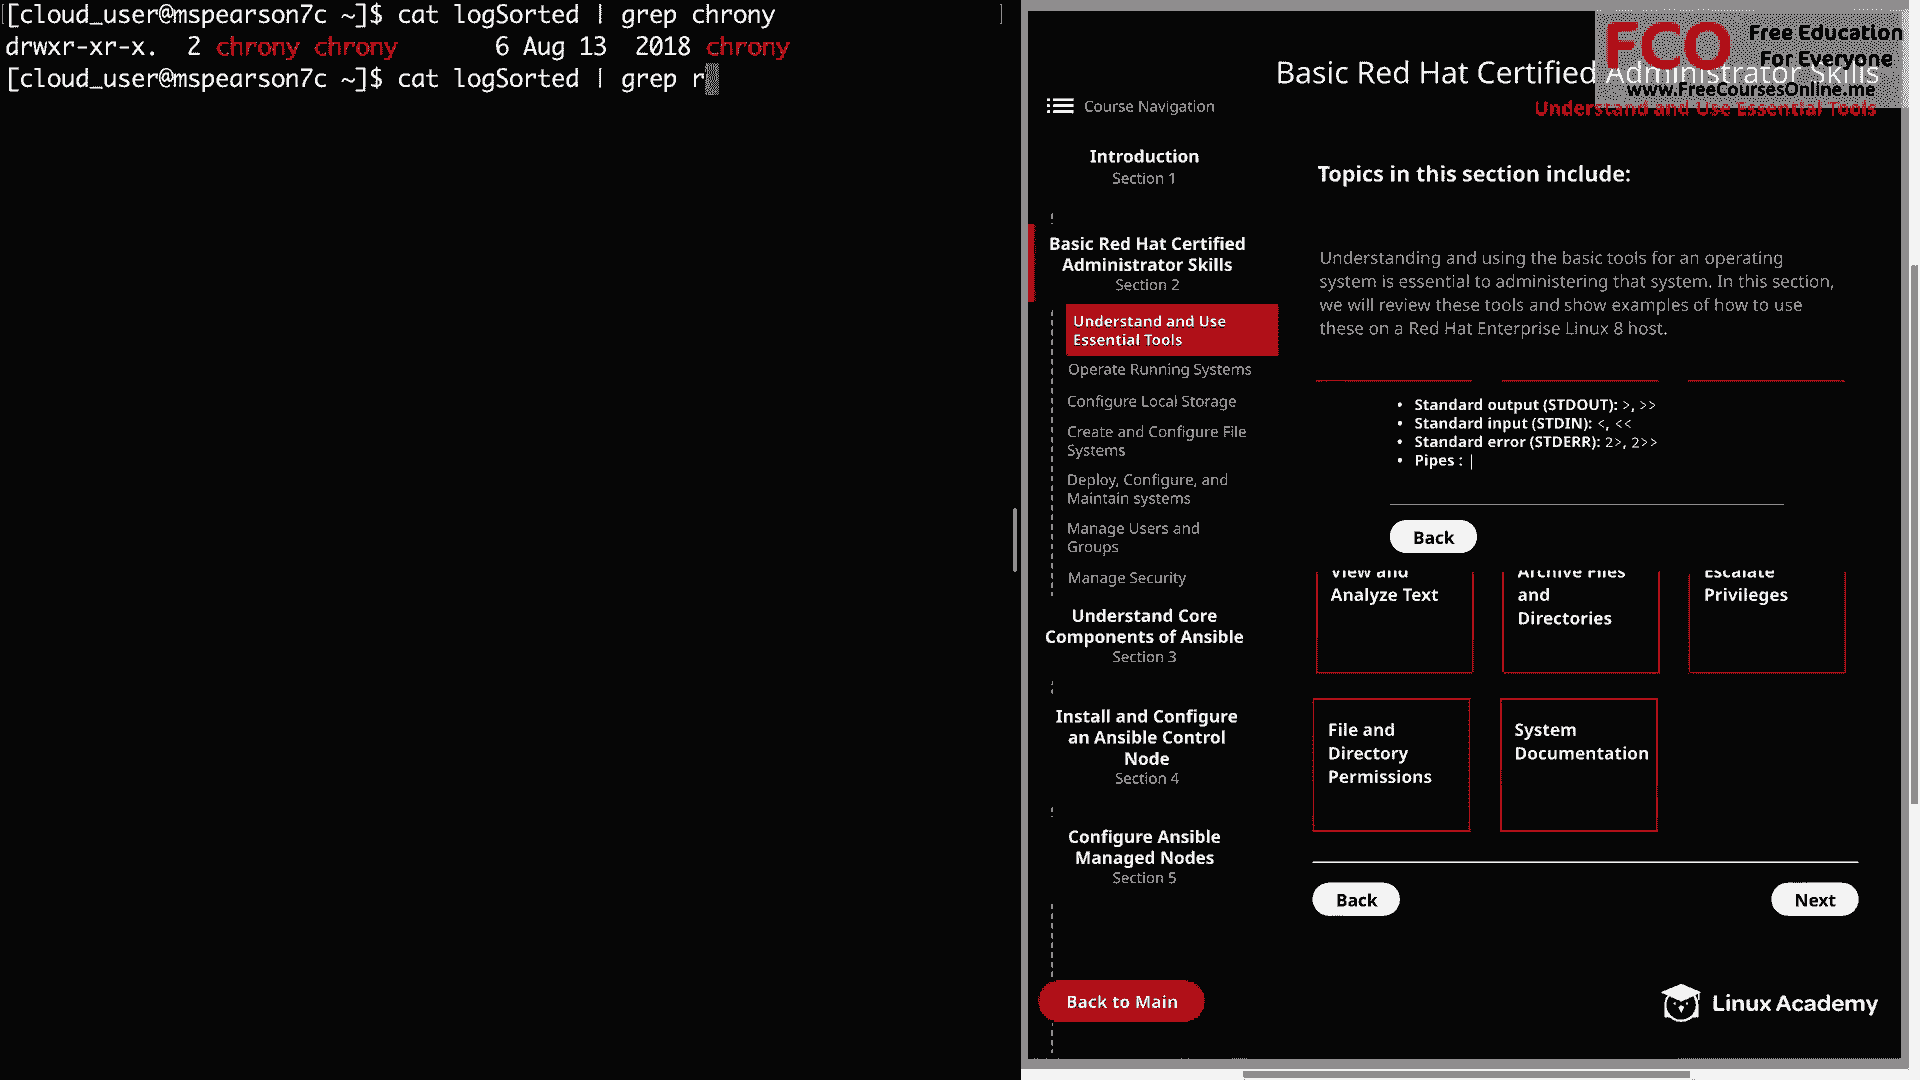 [cloud_user@mspearson7c ~]$ cat logSorted | grep chrony
drwxr-xr-x.  2 chrony chrony       6 Aug 13  2018 chrony
[cloud_user@mspearson7c ~]$ cat logSorted | grep r
FCO Free Education
For Everyone
www.FreeCoursesOnline.me
Basic Red Hat Certified Administrator Skills
Understand and Use Essential Tools
Course Navigation
Introduction
Section 1
Basic Red Hat Certified
Administrator Skills
Section 2
Understand and Use
Essential Tools
Operate Running Systems
Configure Local Storage
Create and Configure File
Systems
Deploy, Configure, and
Maintain systems
Manage Users and
Groups
Manage Security
Understand Core
Components of Ansible
Section 3
Install and Configure
an Ansible Control
Node
Section 4
Configure Ansible
Managed Nodes
Section 5
Back to Main
Topics in this section include:
Understanding and using the basic tools for an operating
system is essential to administering that system. In this section,
we will review these tools and show examples of how to use
these on a Red Hat Enterprise Linux 8 host.
• Standard output (STDOUT): >, >>
• Standard input (STDIN): <, <<
• Standard error (STDERR): 2>, 2>>
• Pipes : |
Back
View and
Analyze Text
Archive Files
and
Directories
Escalate
Privileges
File and
Directory
Permissions
System
Documentation
Back
Next
Linux Academy